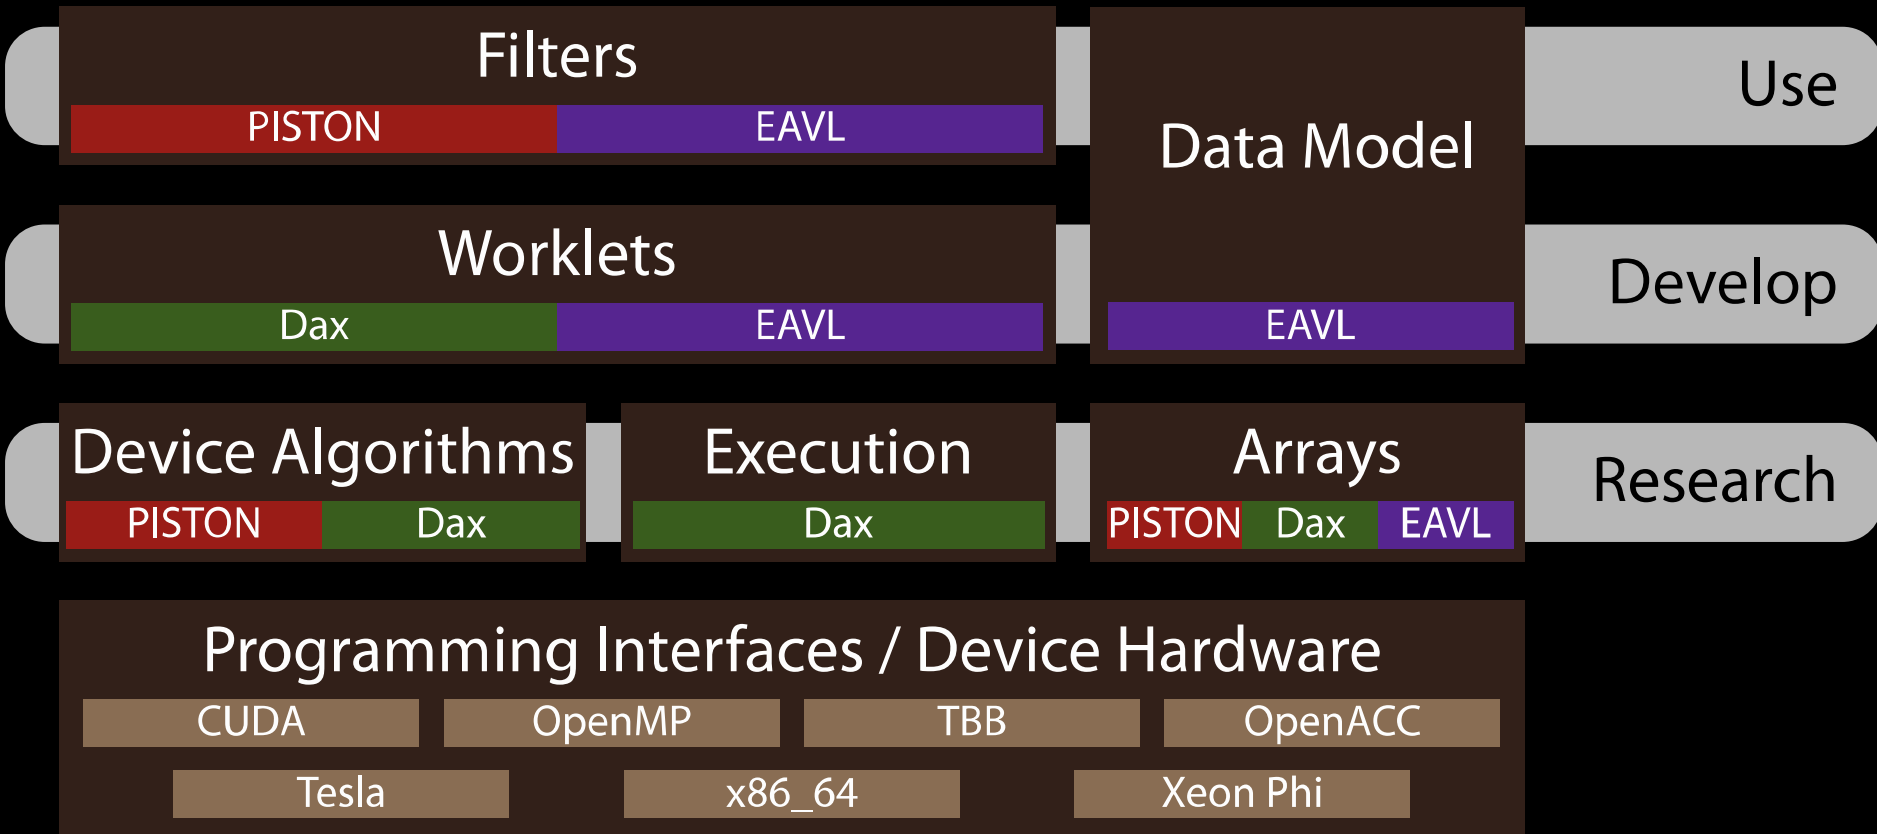 Filters
PISTON EAVL
Data Model
Use
Worklets
Dax EAVL
EAVL
Develop
Device Algorithms
PISTON Dax
Execution
Dax
Arrays
PISTON Dax EAVL
Research
Programming Interfaces / Device Hardware
CUDA OpenMP TBB OpenACC
Tesla x86_64 Xeon Phi